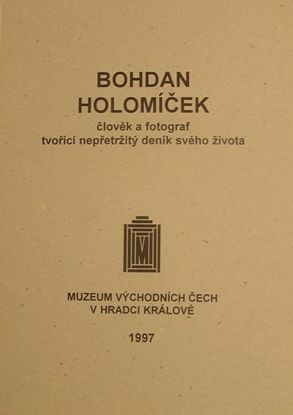 BOHDAN
HOLOMÍČEK
člověk a fotograf
tvořící nepřetržitý deník svého života
M
MUZEUM VÝCHODNÍCH ČECH
V HRADCI KRÁLOVÉ
1997